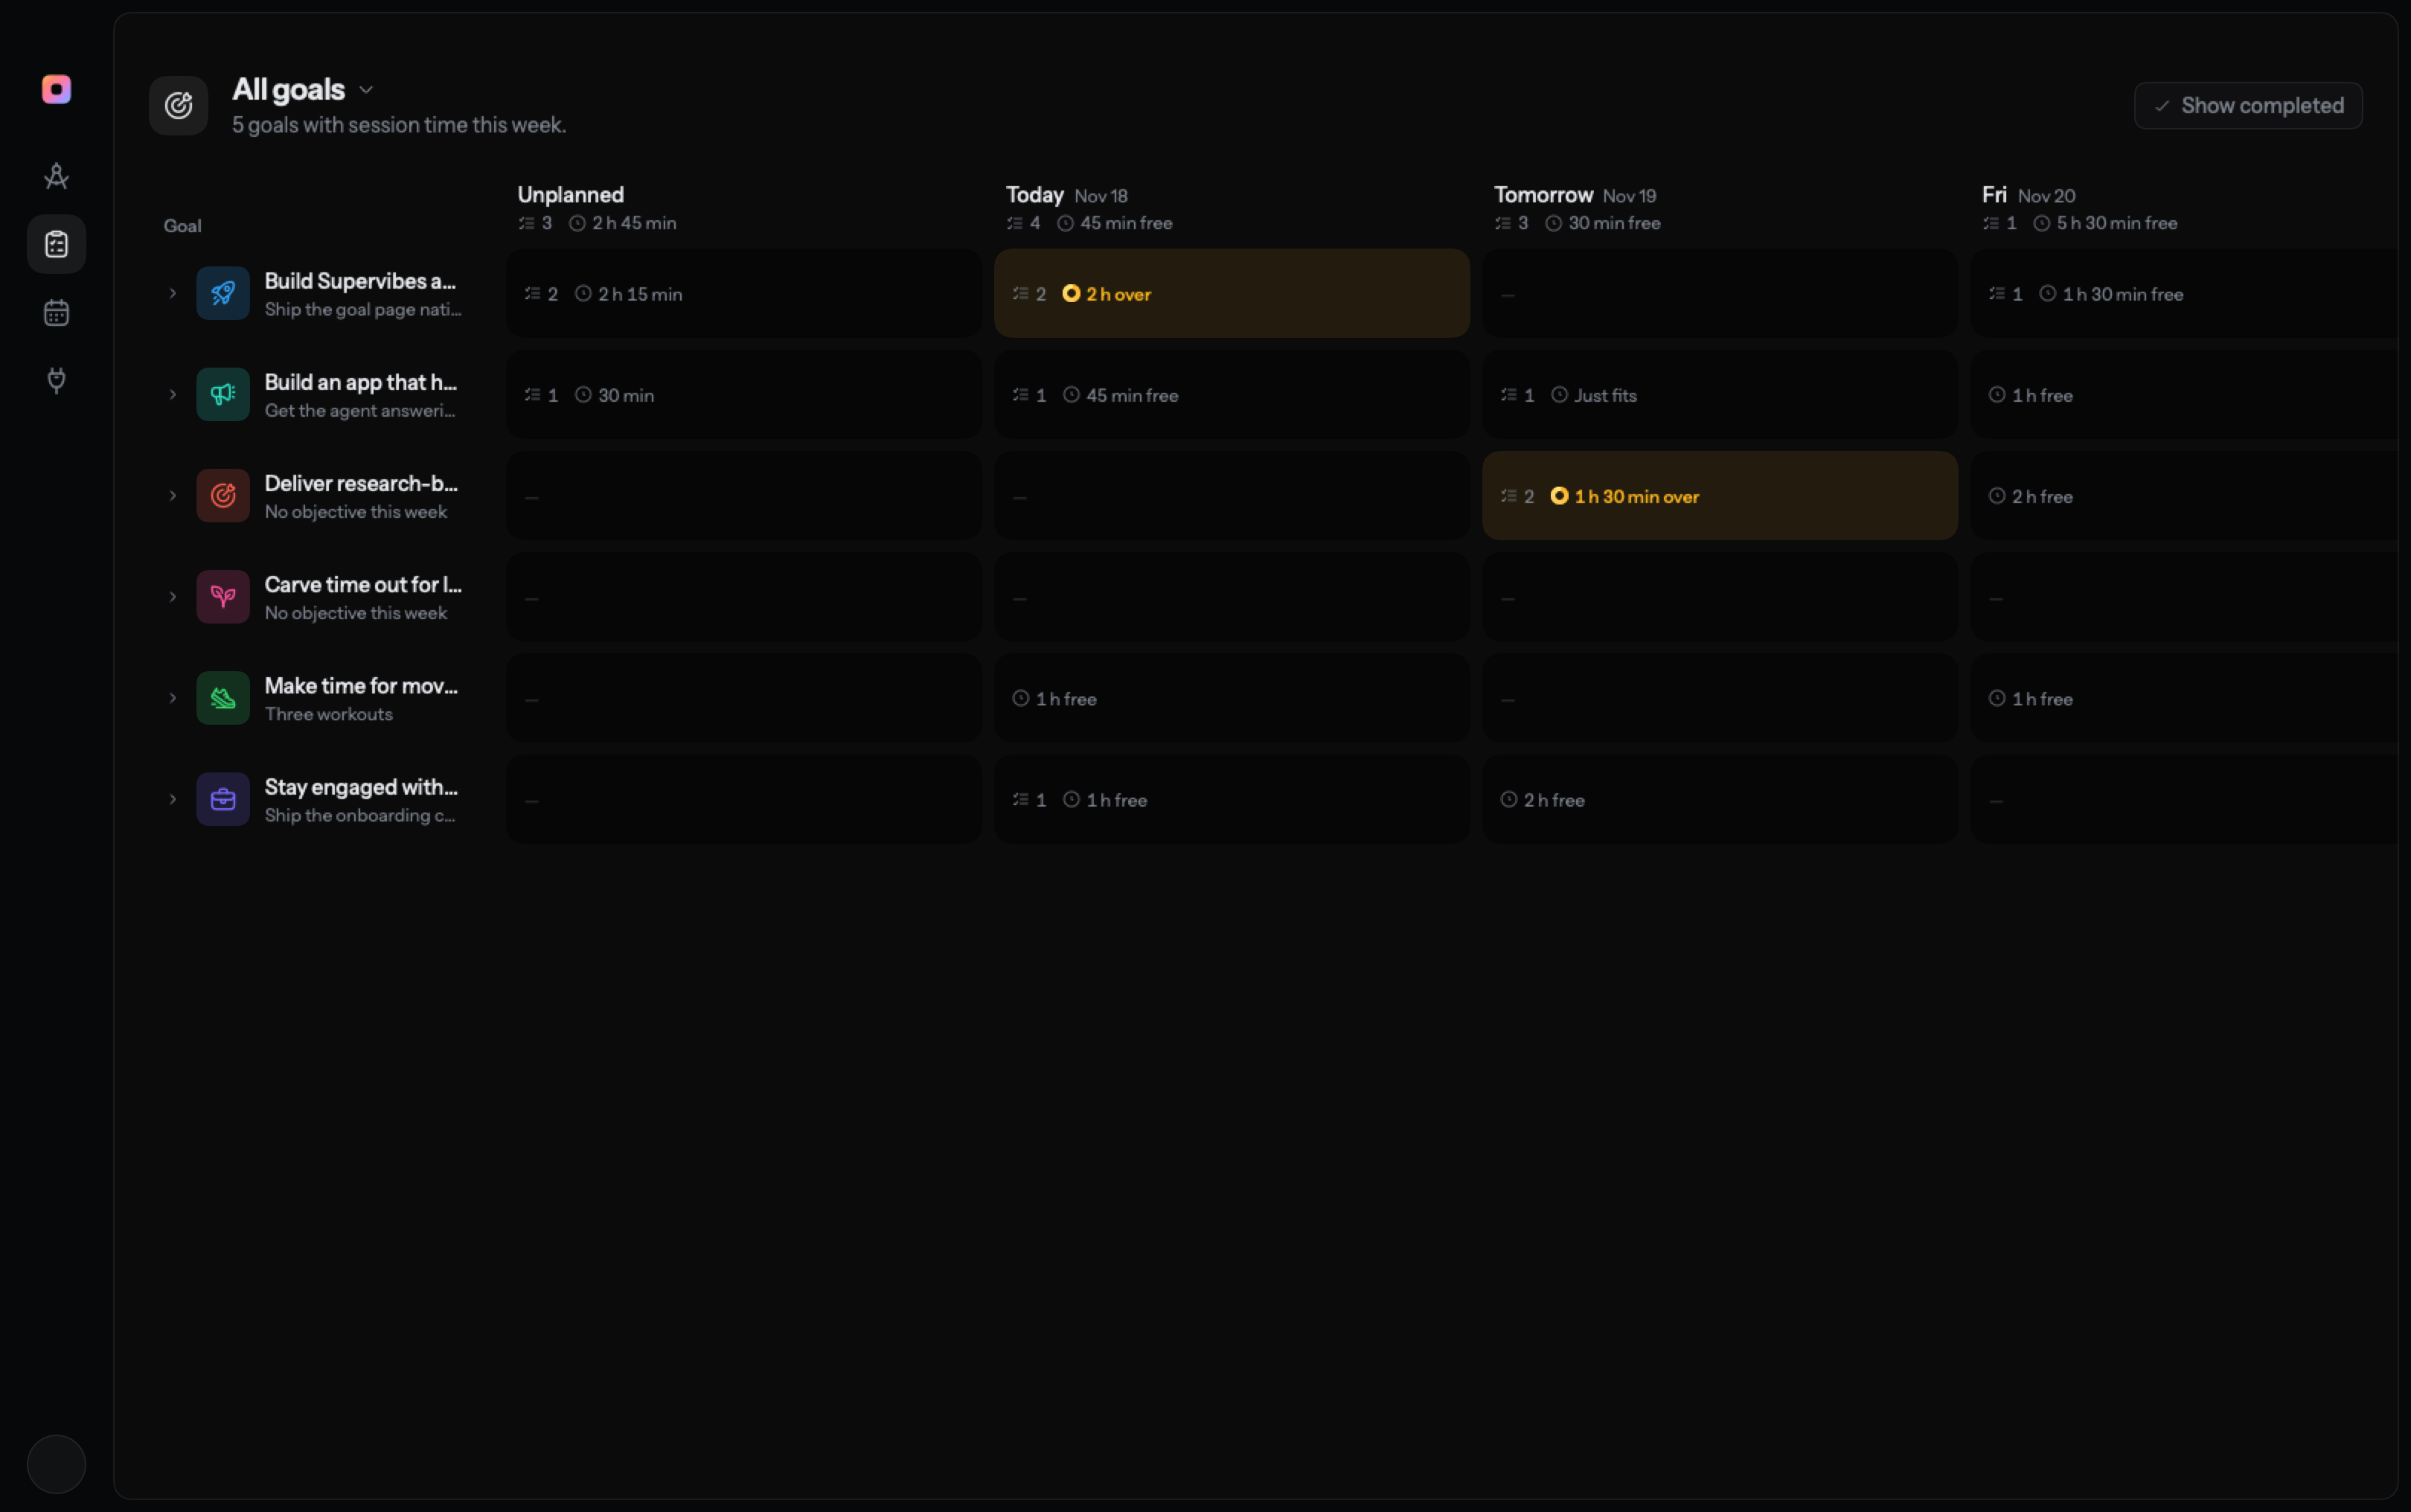 All goals
5 goals with session time this week.
Show completed
Goal
Unplanned
3 2 h 45 min
Today Nov 18
4 45 min free
Tomorrow Nov 19
3 30 min free
Fri Nov 20
1 5 h 30 min free
Build Supervibes a...
Ship the goal page nati...
2 2 h 15 min
2 2 h over
—
1 1 h 30 min free
Build an app that h...
Get the agent answeri...
1 30 min
1 45 min free
1 Just fits
1 h free
Deliver research-b...
No objective this week
—
—
2 1 h 30 min over
2 h free
Carve time out for l...
No objective this week
—
—
—
—
Make time for mov...
Three workouts
—
1 h free
—
1 h free
Stay engaged with...
Ship the onboarding c...
—
1 1 h free
2 h free
—